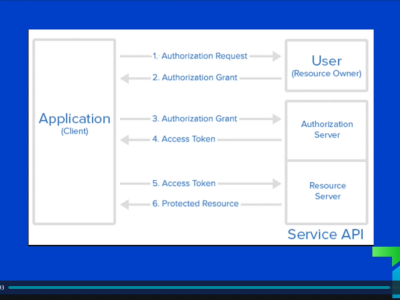 1. Authorization Request
User
(Resource Owner)
2. Authorization Grant
Application
(Client)
3. Authorization Grant
Authorization
Server
4. Access Token
5. Access Token
Resource
Server
6. Protected Resource
Service API